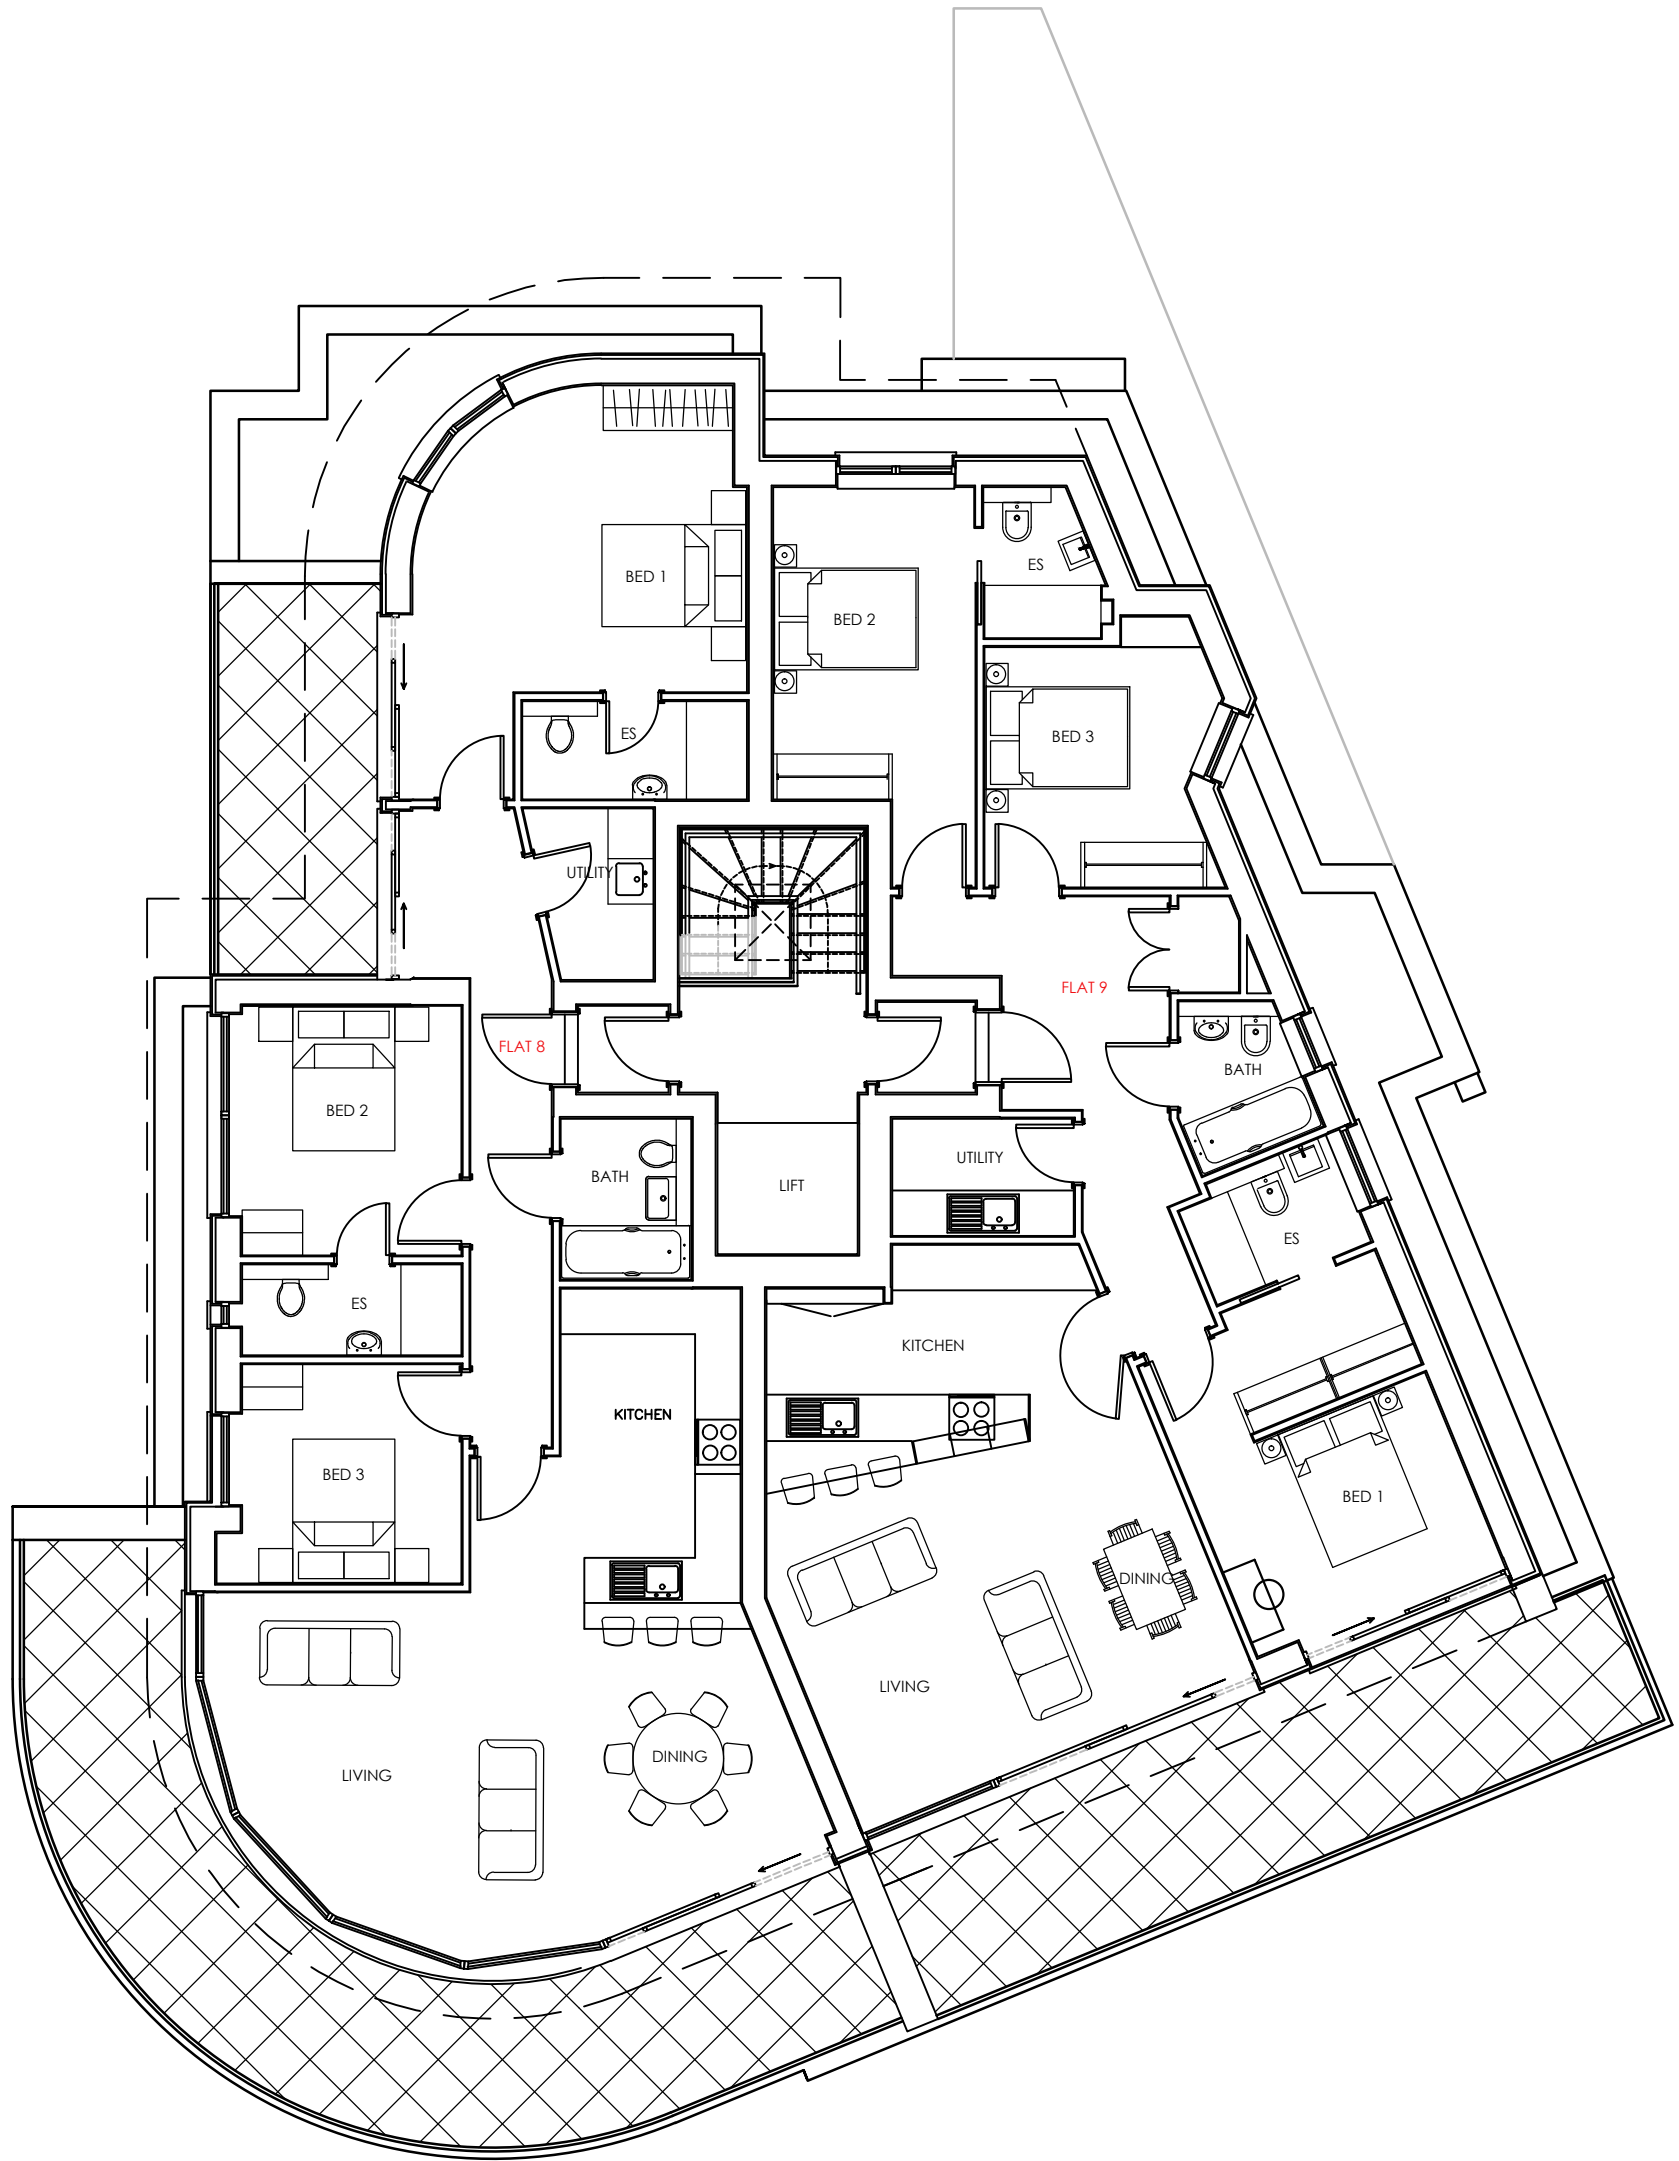 BED 1
ES
BED 2
BED 3
ES
UTILITY
FLAT 9
FLAT 8
BATH
BED 2
BATH
UTILITY
LIFT
ES
ES
KITCHEN
KITCHEN
BED 3
BED 1
DINING
LIVING
DINING
LIVING